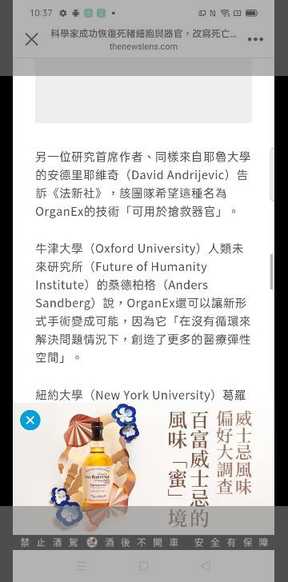 10:37
科學家成功恢復死豬細胞與器官，改寫死亡...
thenewslens.com
另一位研究首席作者、同樣來自耶魯大學
的安德里耶維奇（David Andrijevic）告
訴《法新社》，該團隊希望這種名為
OrganEx的技術「可用於搶救器官」。
牛津大學（Oxford University）人類未
來研究所（Future of Humanity
Institute）的桑德柏格（Anders
Sandberg）說，OrganEx還可以讓新形
式手術變成可能，因為它「在沒有循環來
解決問題情況下，創造了更多的醫療彈性
空間」。
紐約大學（New York University）葛羅
威士忌風味
偏好大調查
百富威士忌的
風味「蜜」境
禁止酒駕 酒後不開車 安全有保障